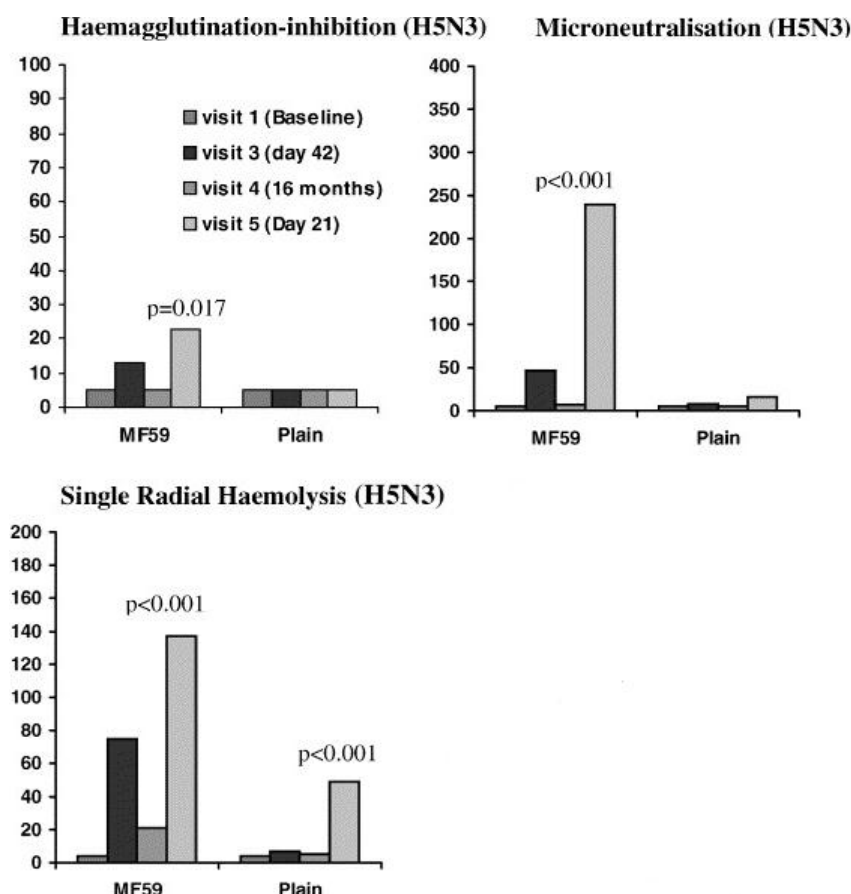 Haemagglutination-inhibition (H5N3)
100
90
80
70
60
50
40
30
20
10
0
visit 1 (Baseline)
visit 3 (day 42)
visit 4 (16 months)
visit 5 (Day 21)
p=0.017
MF59 Plain
Microneutralisation (H5N3)
400
350
300
250
200
150
100
50
0
p<0.001
MF59 Plain
Single Radial Haemolysis (H5N3)
200
180
160
140
120
100
80
60
40
20
0
p<0.001
p<0.001
MF59 Plain